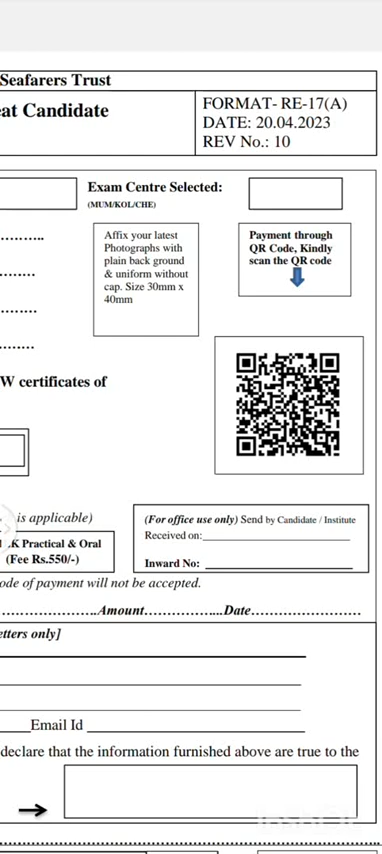 Seafarers Trust
eat Candidate
FORMAT- RE-17(A)
DATE: 20.04.2023
REV No.: 10
Exam Centre Selected:
(MUM/KOL/CHE)
Affix your latest
Photographs with
plain back ground
& uniform without
cap. Size 30mm x
40mm
Payment through
QR Code, Kindly
scan the QR code
W certificates of
is applicable)
K Practical & Oral
(Fee Rs.550/-)
(For office use only) Send by Candidate / Institute
Received on:
Inward No:
ode of payment will not be accepted.
Amount.....................Date........................
etters only]
Email Id
declare that the information furnished above are true to the